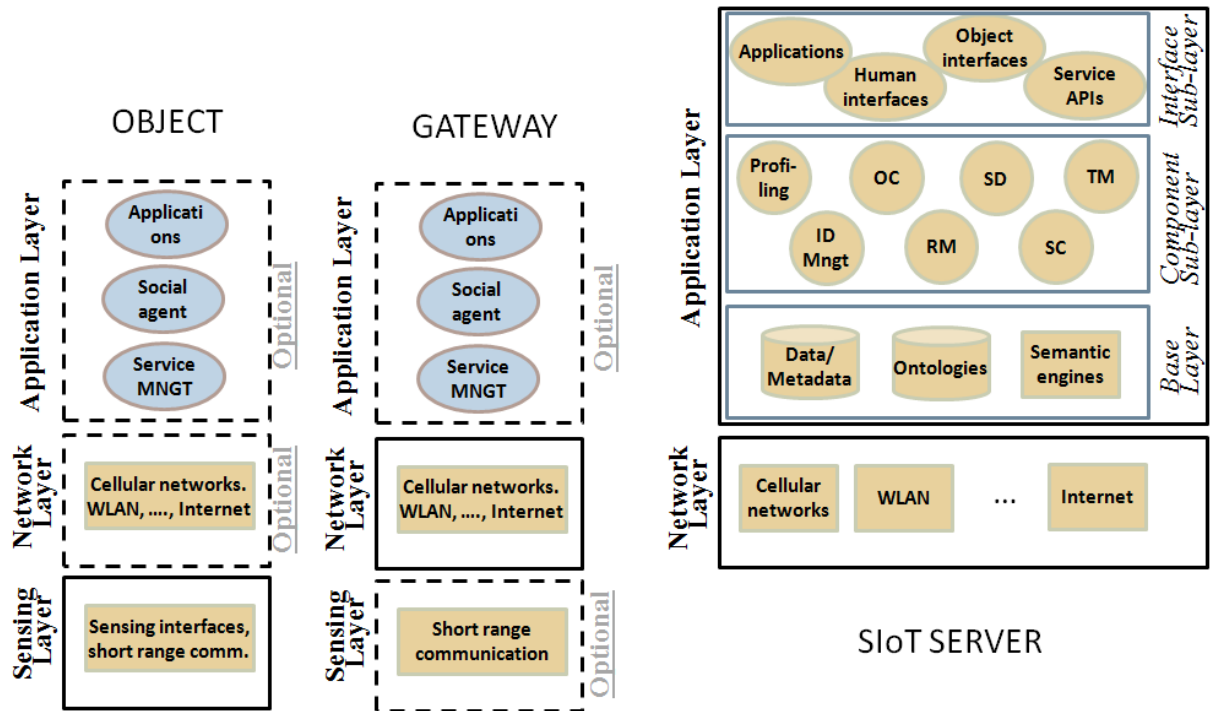 OBJECT
Application Layer
Applicati
ons
Social
agent
Service
MNGT
Optional
Network
Layer
Cellular networks.
WLAN, ...., Internet
Optional
Sensing
Layer
Sensing interfaces,
short range comm.
GATEWAY
Application Layer
Applicati
ons
Social
agent
Service
MNGT
Optional
Network
Layer
Cellular networks.
WLAN, ...., Internet
Sensing
Layer
Short range
communication
Optional
Application Layer
Applications
Human
interfaces
Object
interfaces
Service
APIs
Interface
Sub-layer
Profi-
ling
OC
SD
TM
ID
Mngt
RM
SC
Component
Sub-layer
Data/
Metadata
Ontologies
Semantic
engines
Base
Layer
Network
Layer
Cellular
networks
WLAN
...
Internet
SIoT SERVER